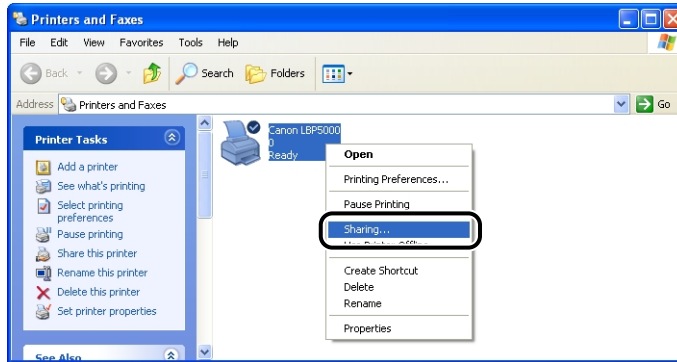 Printers and Faxes
File Edit View Favorites Tools Help
Back Search Folders
Address Printers and Faxes Go
Printer Tasks
Add a printer
See what's printing
Select printing
preferences
Pause printing
Share this printer
Rename this printer
Delete this printer
Set printer properties
See Also
Canon LBP5000
0
Ready
Open
Printing Preferences...
Pause Printing
Sharing...
Use Printer Offline
Create Shortcut
Delete
Rename
Properties